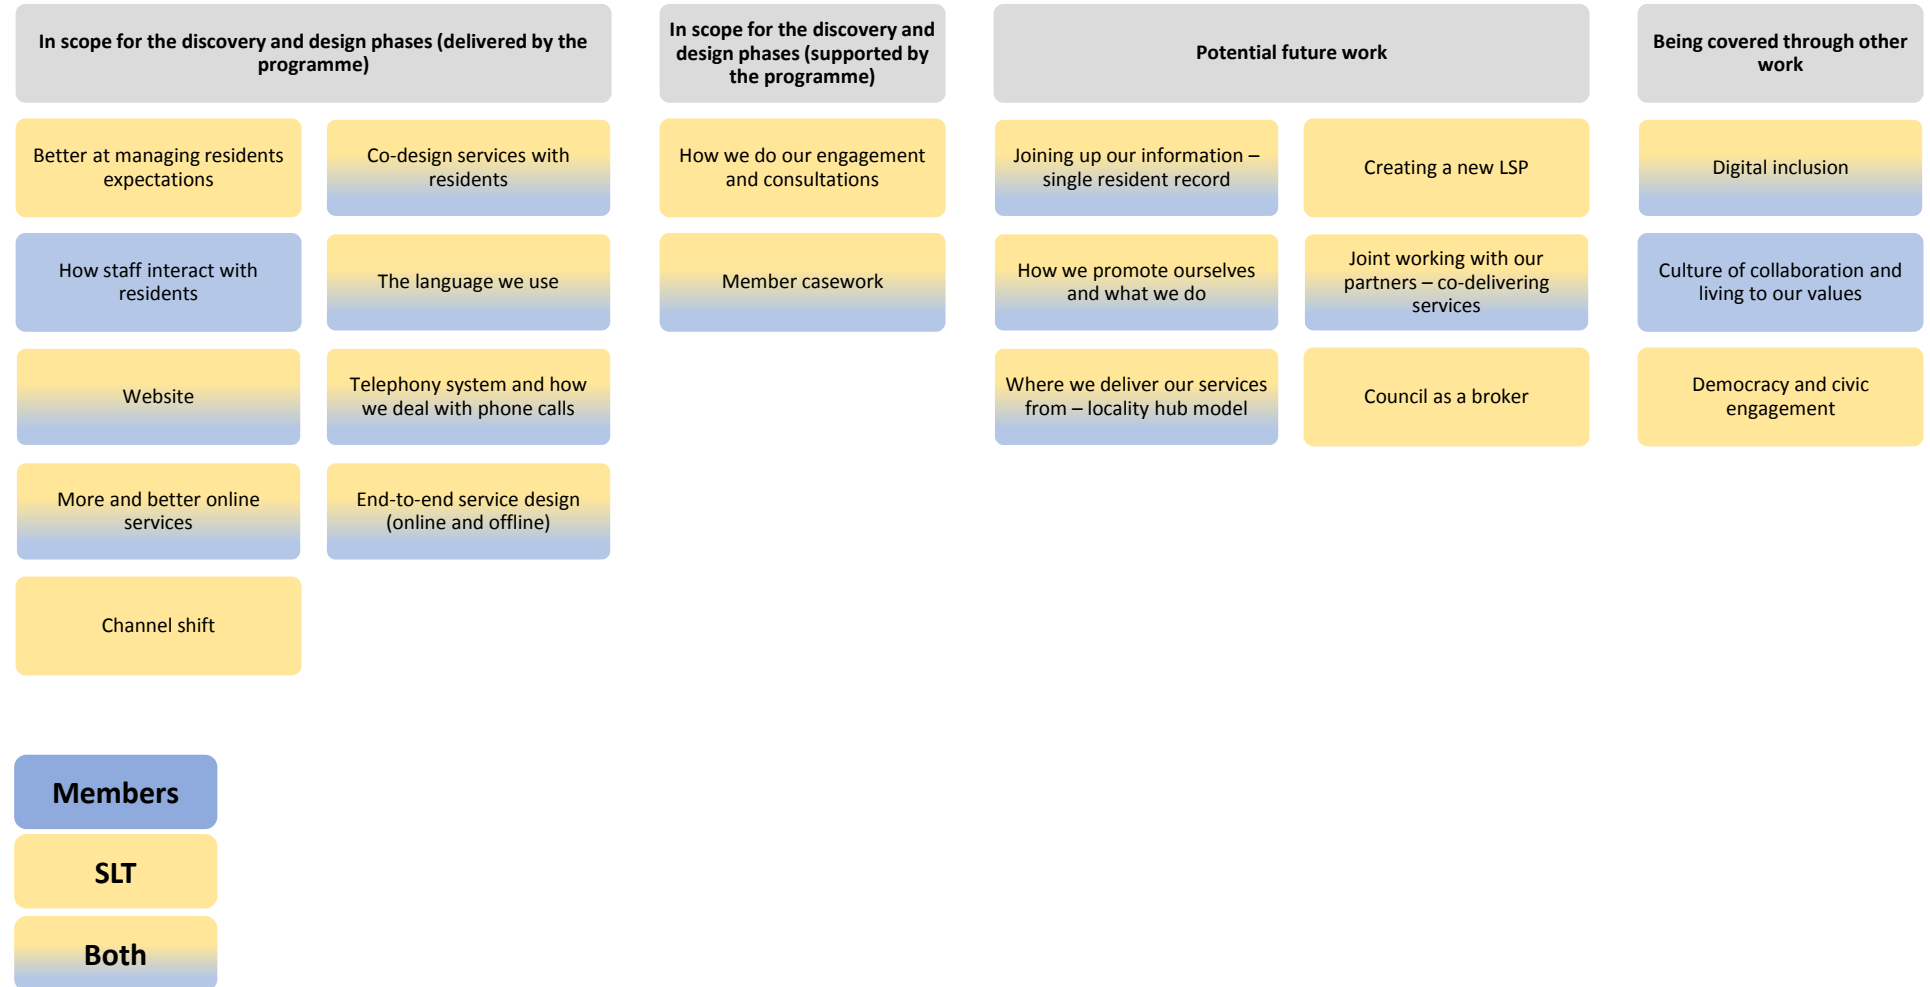 In scope for the discovery and design phases (delivered by the
programme)
In scope for the discovery and
design phases (supported by
the programme)
Potential future work
Being covered through other
work
Better at managing residents
expectations
Co-design services with
residents
How we do our engagement
and consultations
Joining up our information –
single resident record
Creating a new LSP
Digital inclusion
How staff interact with
residents
The language we use
Member casework
How we promote ourselves
and what we do
Joint working with our
partners – co-delivering
services
Culture of collaboration and
living to our values
Website
Telephony system and how
we deal with phone calls
Where we deliver our services
from – locality hub model
Council as a broker
Democracy and civic
engagement
More and better online
services
End-to-end service design
(online and offline)
Channel shift
Members
SLT
Both